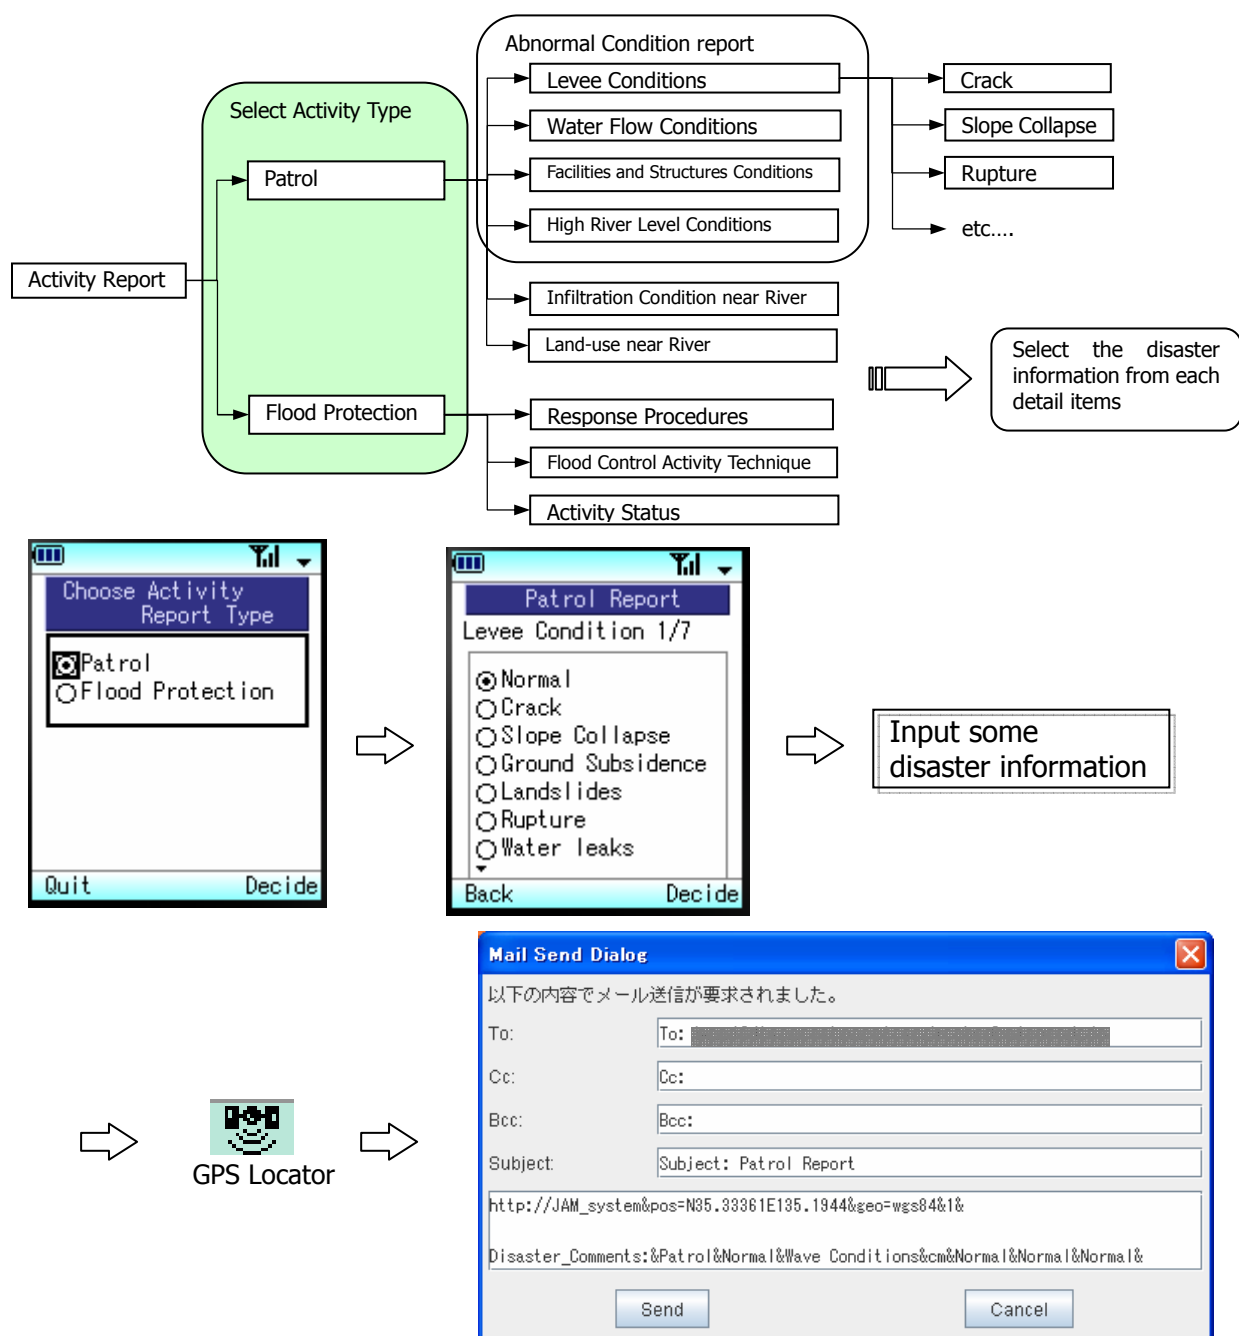 Abnormal Condition report
Levee Conditions
Crack
Select Activity Type
Water Flow Conditions
Slope Collapse
Patrol
Facilities and Structures Conditions
Rupture
High River Level Conditions
etc....
Activity Report
Infiltration Condition near River
Land-use near River
Select the disaster
information from each
detail items
Flood Protection
Response Procedures
Flood Control Activity Technique
Activity Status
Choose Activity
Report Type
Patrol
Flood Protection
Quit Decide
Patrol Report
Levee Condition 1/7
Normal
Crack
Slope Collapse
Ground Subsidence
Landslides
Rupture
Water leaks
Back Decide
Input some
disaster information
GPS Locator
Mail Send Dialog
以下の内容でメール送信が要求されました。
To: To:
Cc: Cc:
Bcc: Bcc:
Subject: Subject: Patrol Report
http://JAM_system&pos=N35.33361E135.1944&geo=wgs84&1&
Disaster_Comments:&Patrol&Normal&Wave Conditions&cm&Normal&Normal&Normal&
Send Cancel